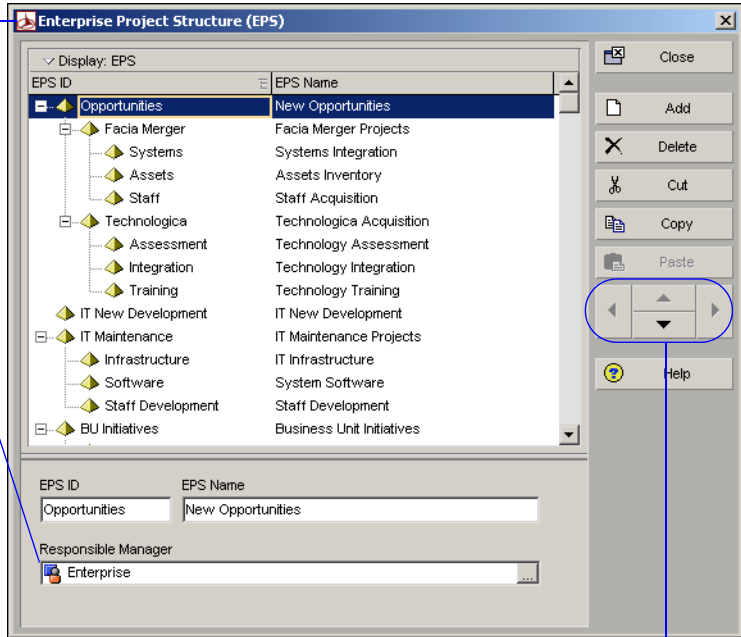 Enterprise Project Structure (EPS)
Display: EPS
EPS ID EPS Name
Opportunities New Opportunities
Facia Merger Facia Merger Projects
Systems Systems Integration
Assets Assets Inventory
Staff Staff Acquisition
Technologica Technologica Acquisition
Assessment Technology Assessment
Integration Technology Integration
Training Technology Training
IT New Development IT New Development
IT Maintenance IT Maintenance Projects
Infrastructure IT Infrastructure
Software System Software
Staff Development Staff Development
BU Initiatives Business Unit Initiatives
EPS ID EPS Name
Opportunities New Opportunities
Responsible Manager
Enterprise ...
Close
Add
Delete
Cut
Copy
Paste
? Help